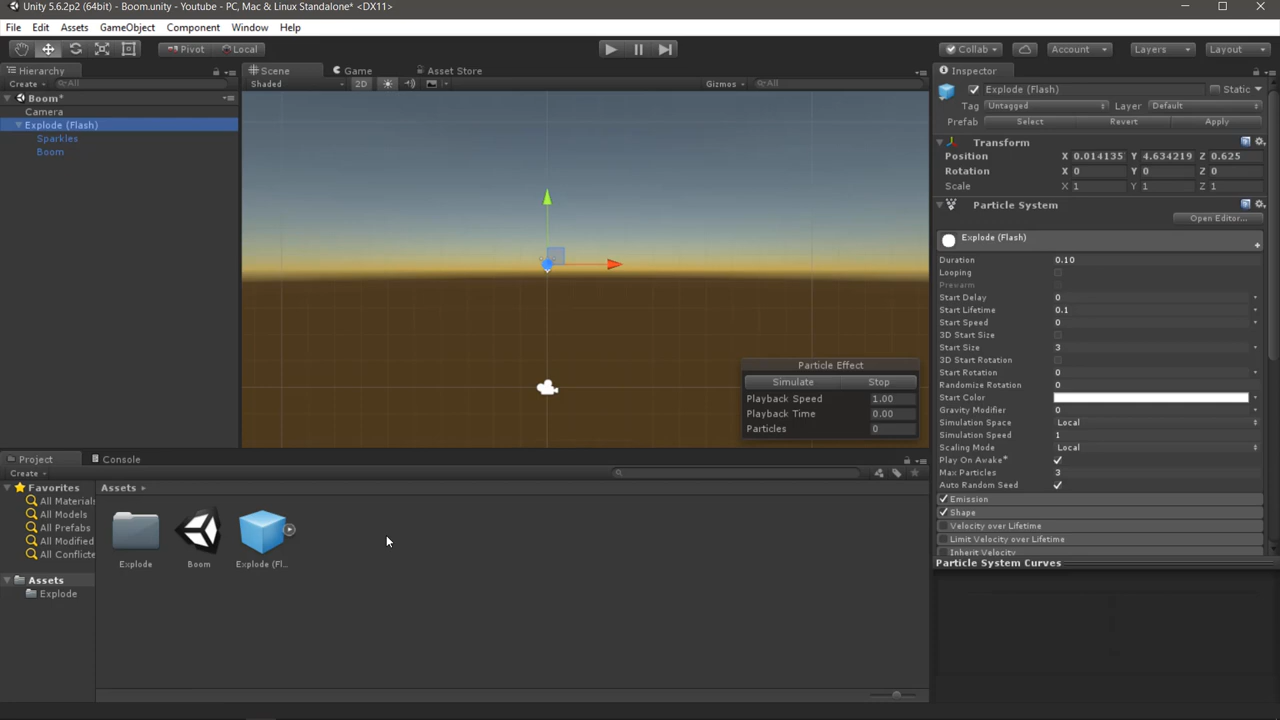 Unity 5.6.2p2 (64bit) - Boom.unity - Youtube - PC, Mac & Linux Standalone* <DX11>
File Edit Assets GameObject Component Window Help
Pivot Local Collab Account Layers Layout
Hierarchy
Create All
Boom*
Camera
Explode (Flash)
Sparkles
Boom
Scene Game Asset Store
Shaded 2D Gizmos All
Particle Effect
Simulate Stop
Playback Speed 1.00
Playback Time 0.00
Particles 0
Project Console
Create
Favorites
All Materials
All Models
All Prefabs
All Modified
All Conflicte
Assets
Explode
Assets
Explode Boom Explode (Fl...
Inspector
Explode (Flash) Static
Tag Untagged Layer Default
Prefab Select Revert Apply
Transform
Position X 0.014135 Y 4.634219 Z 0.625
Rotation X 0 Y 0 Z 0
Scale X 1 Y 1 Z 1
Particle System
Open Editor...
Explode (Flash)
Duration 0.10
Looping
Prewarm
Start Delay 0
Start Lifetime 0.1
Start Speed 0
3D Start Size
Start Size 3
3D Start Rotation
Start Rotation 0
Randomize Rotation 0
Start Color
Gravity Modifier 0
Simulation Space Local
Simulation Speed 1
Scaling Mode Local
Play On Awake*
Max Particles 3
Auto Random Seed
Emission
Shape
Velocity over Lifetime
Limit Velocity over Lifetime
Inherit Velocity
Particle System Curves